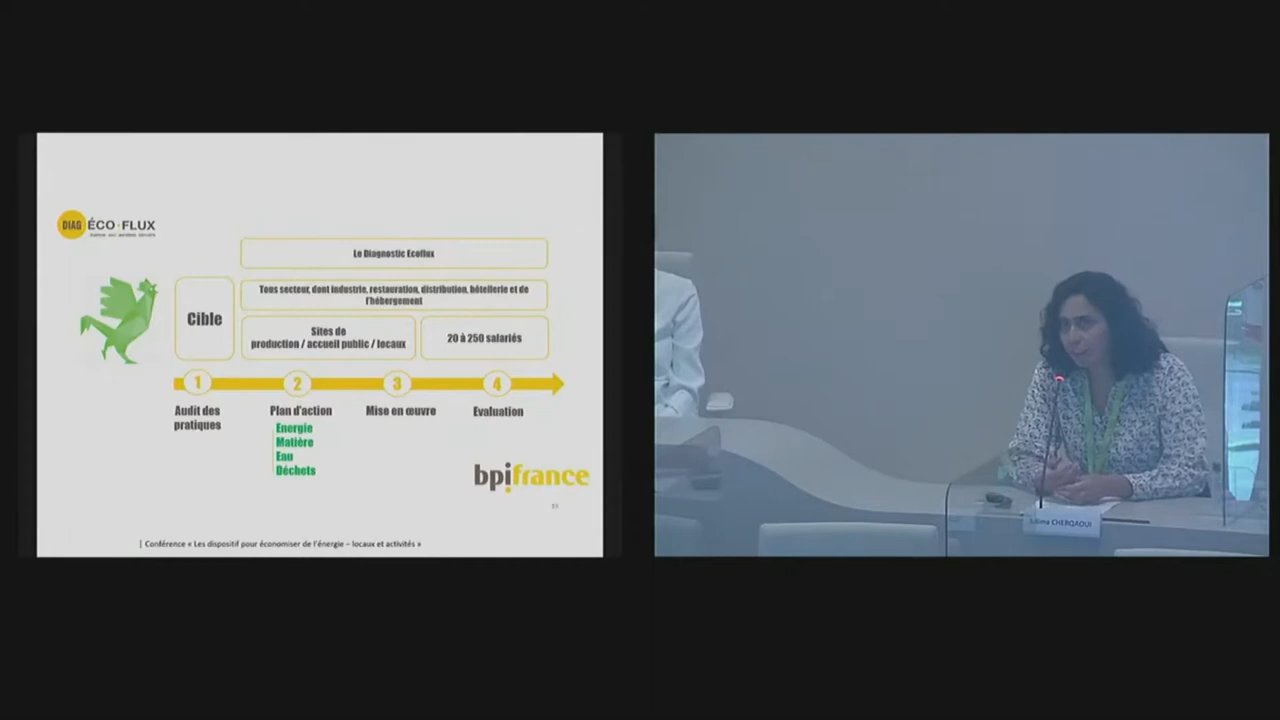 DIAG ÉCO·FLUX
Le Diagnostic Ecoflux
Cible
Tous secteur, dont industrie, restauration, distribution, hôtellerie et de
l'hébergement
Sites de
production / accueil public / locaux
20 à 250 salariés
1
2
3
4
Audit des
pratiques
Plan d'action
Mise en œuvre
Evaluation
Energie
Matière
Eau
Déchets
bpifrance
| Conférence « Les dispositif pour économiser de l'énergie – locaux et activités »
CHERQAOUI